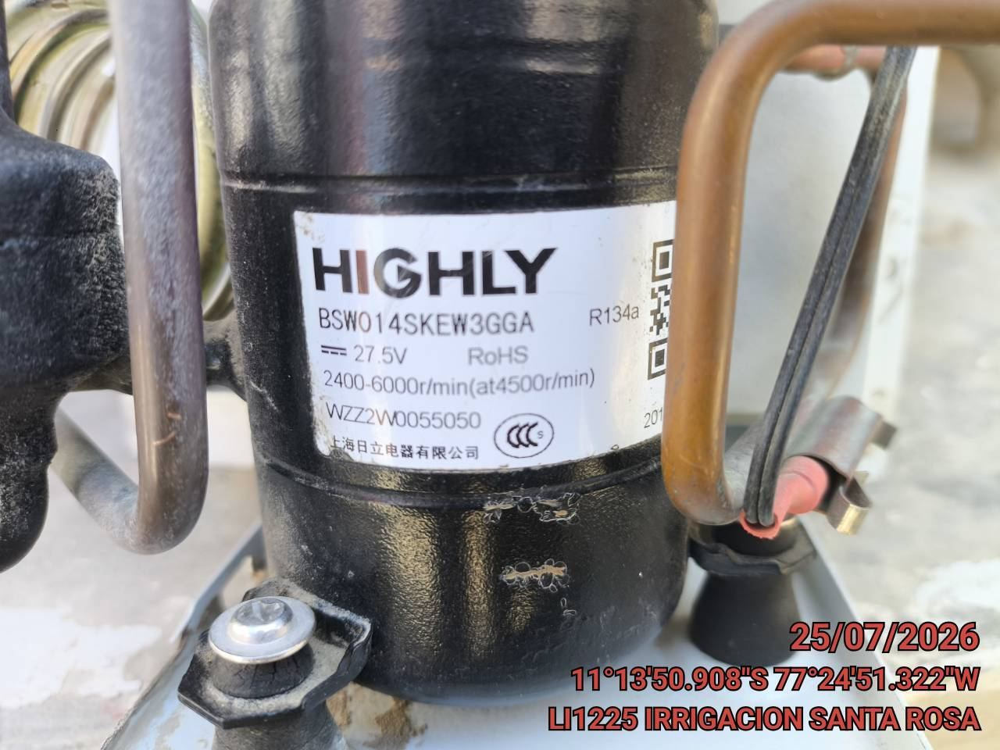 HIGHLY
BSW014SKEW3GGA R134a
27.5V RoHS
2400-6000r/min(at4500r/min)
WZZ2W0055050
CCC S
上海日立电器有限公司
25/07/2026
11°13'50.908"S 77°24'51.322"W
LI1225 IRRIGACION SANTA ROSA